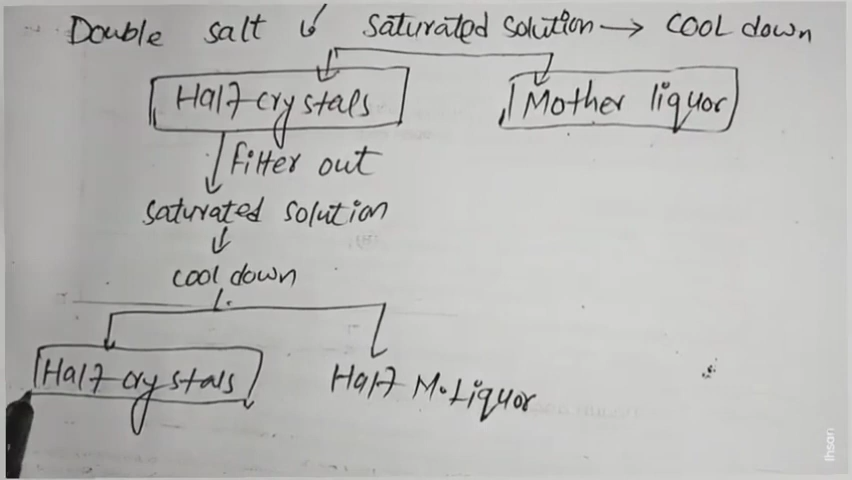 Double salt saturated solution → COOL down
Half crystals Mother liquor
Filter out
saturated solution
cool down
Half crystals Half M.Liquor
Ihsan